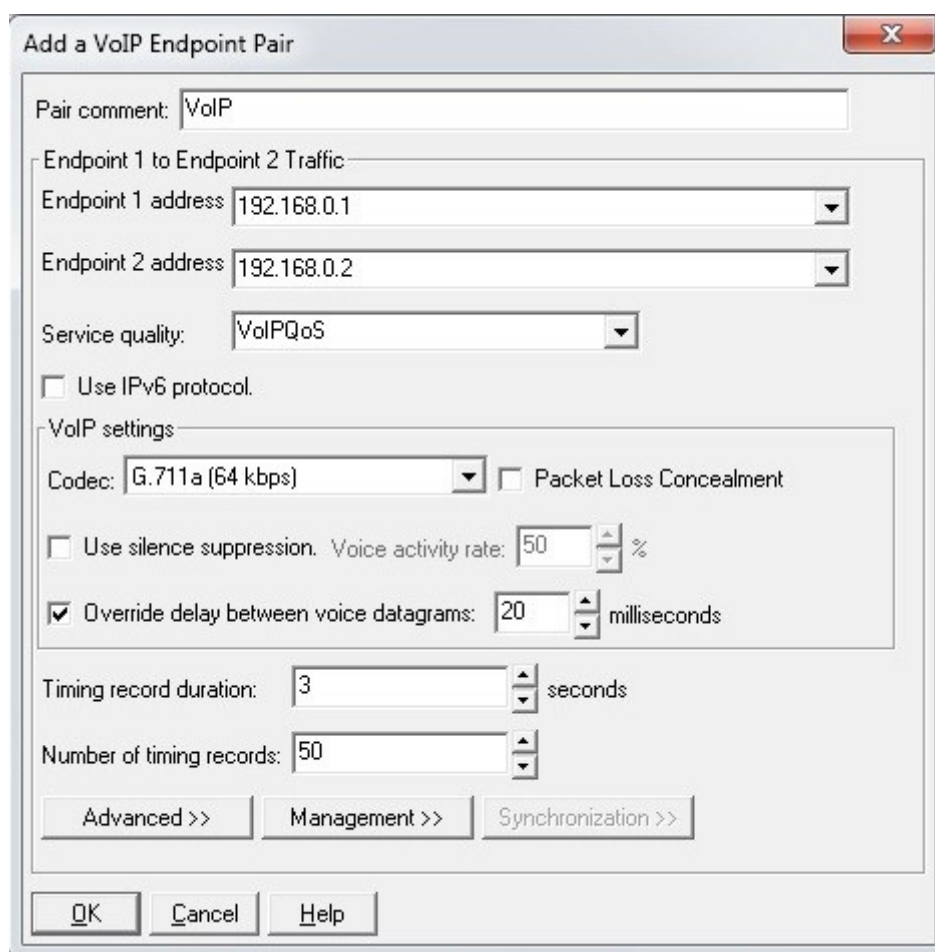 Add a VoIP Endpoint Pair
Pair comment: VoIP
Endpoint 1 to Endpoint 2 Traffic
Endpoint 1 address 192.168.0.1
Endpoint 2 address 192.168.0.2
Service quality: VoIPQoS
Use IPv6 protocol.
VoIP settings
Codec: G.711a (64 kbps) Packet Loss Concealment
Use silence suppression. Voice activity rate: 50 %
Override delay between voice datagrams: 20 milliseconds
Timing record duration: 3 seconds
Number of timing records: 50
Advanced >> Management >> Synchronization >>
OK Cancel Help